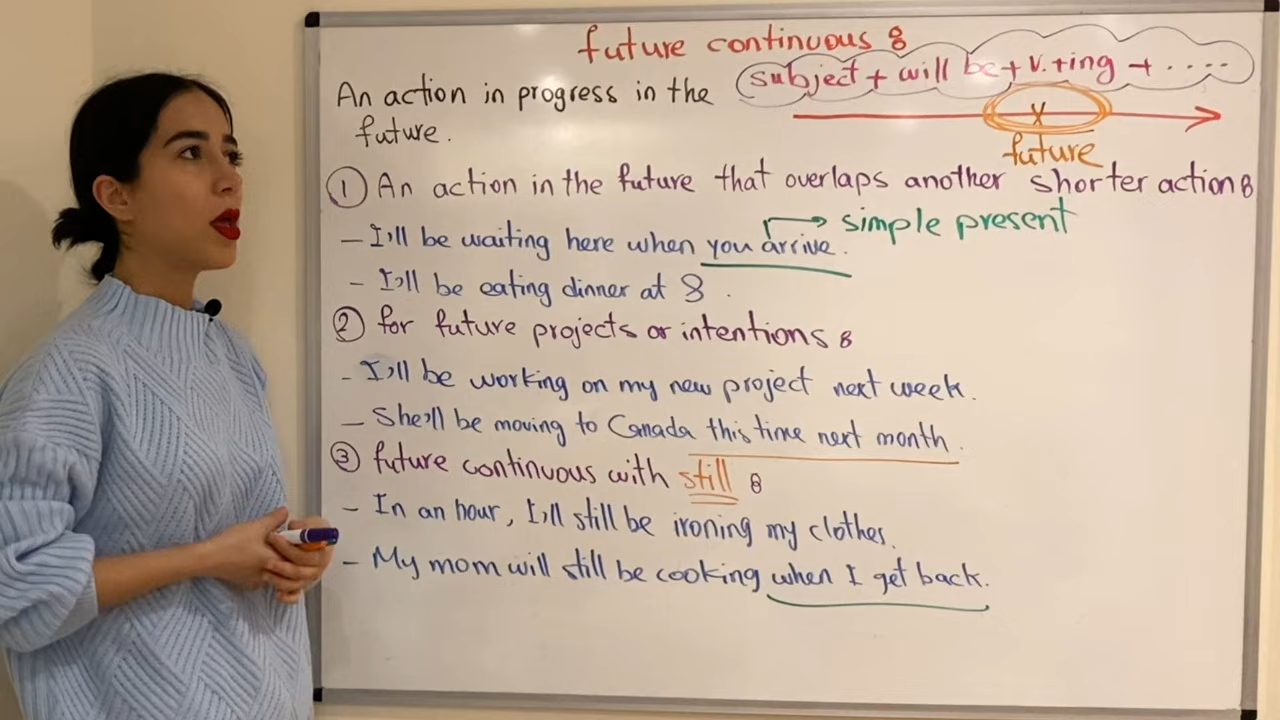 future continuous :
subject + will be + v.+ing + ....
An action in progress in the
future.
future
① An action in the future that overlaps another shorter action :
simple present
- I'll be waiting here when you arrive.
- I'll be eating dinner at 8.
② for future projects or intentions :
- I'll be working on my new project next week.
- She'll be moving to Canada this time next month.
③ future continuous with still :
- In an hour, I'll still be ironing my clothes.
- My mom will still be cooking when I get back.